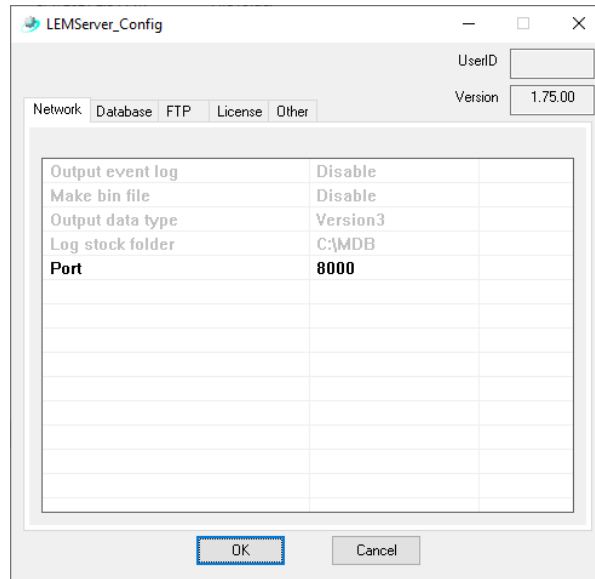 LEMServer_Config
UserID
Version 1.75.00
Network Database FTP License Other
Output event log Disable
Make bin file Disable
Output data type Version3
Log stock folder C:\MDB
Port 8000
OK Cancel